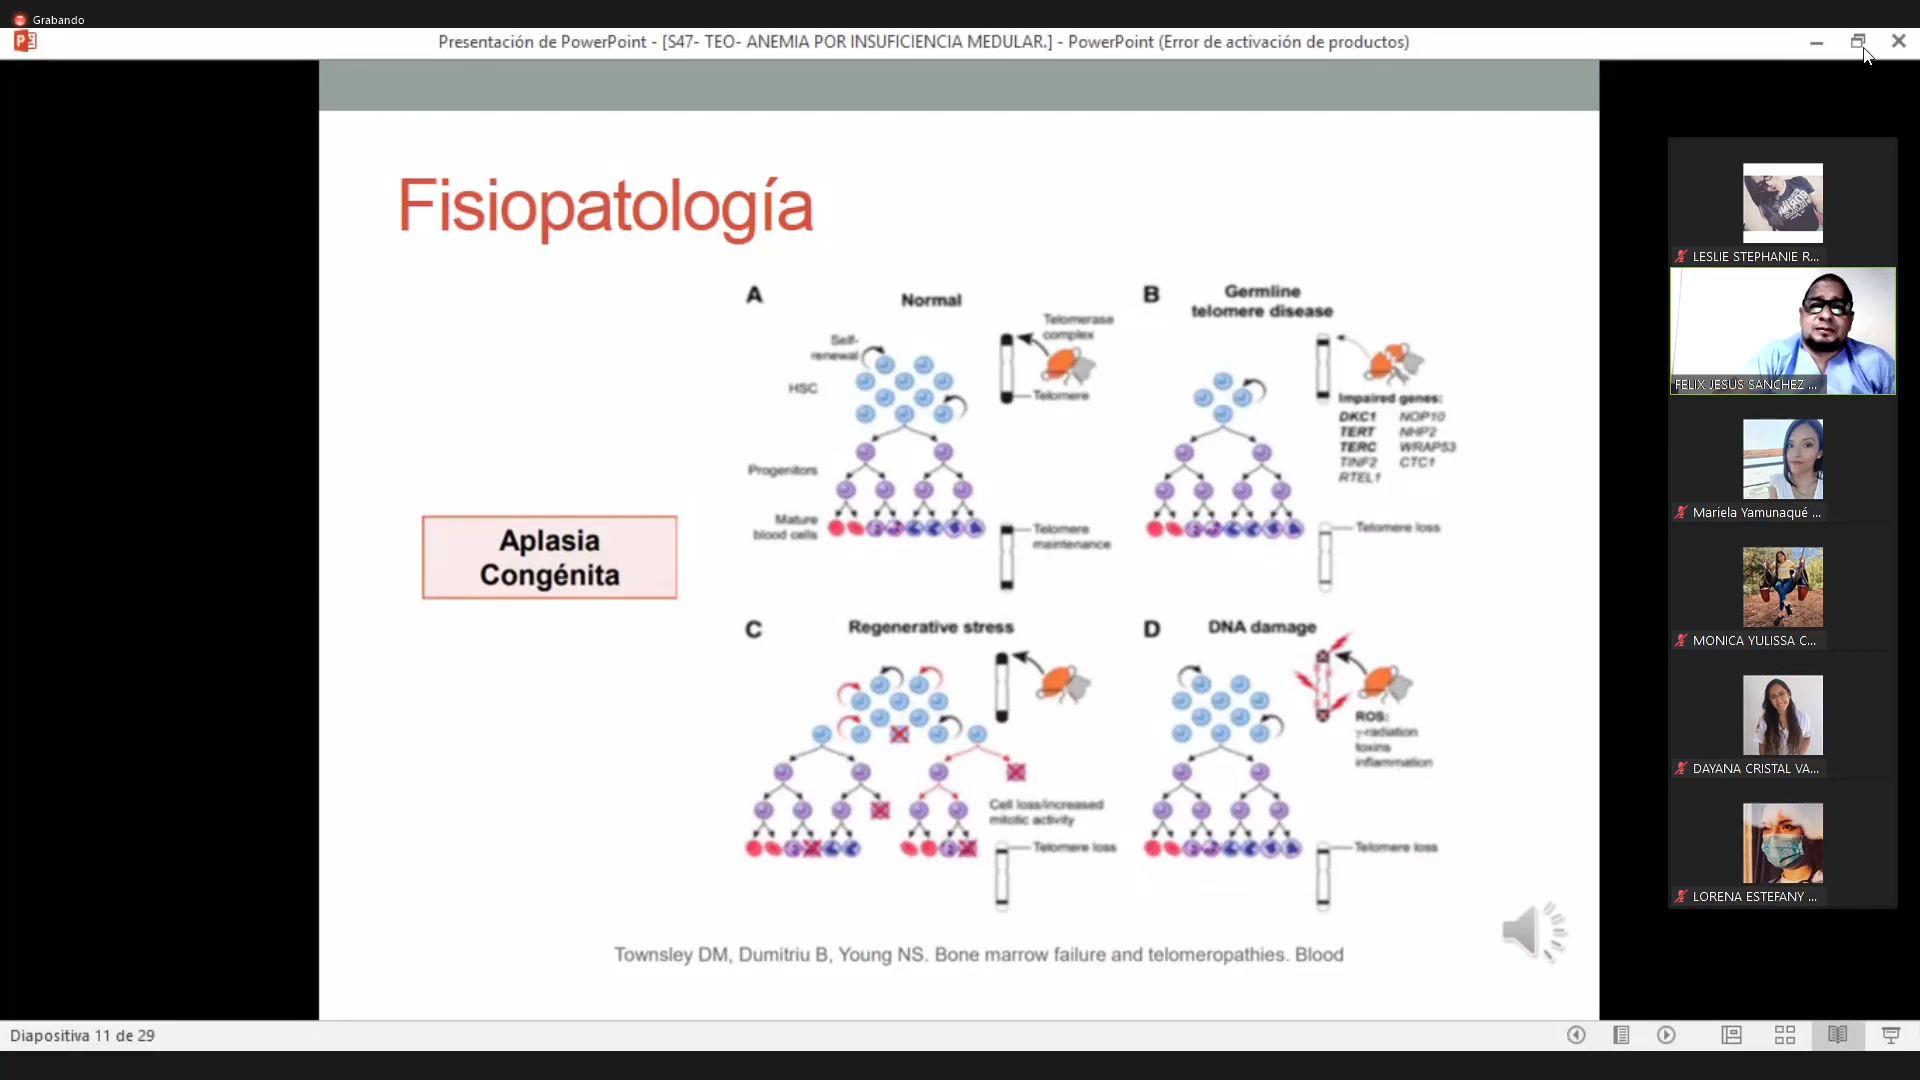 Grabando
Presentación de PowerPoint - [S47- TEO- ANEMIA POR INSUFICIENCIA MEDULAR.] - PowerPoint (Error de activación de productos)
Fisiopatología
Aplasia
Congénita
A
Normal
Self-
renewal
HSC
Progenitors
Mature
blood cells
Telomerase
complex
Telomere
Telomere
maintenance
B
Germline
telomere disease
Impaired genes:
DKC1 NOP10
TERT NHP2
TERC WRAP53
TINF2 CTC1
RTEL1
Telomere loss
C
Regenerative stress
Cell loss/increased
mitotic activity
Telomere loss
D
DNA damage
ROS:
γ-radiation
toxins
inflammation
Telomere loss
Townsley DM, Dumitriu B, Young NS. Bone marrow failure and telomeropathies. Blood
LESLIE STEPHANIE R...
FELIX JESUS SANCHEZ ...
Mariela Yamunaqué ...
MONICA YULISSA C...
DAYANA CRISTAL VA...
LORENA ESTEFANY ...
Diapositiva 11 de 29